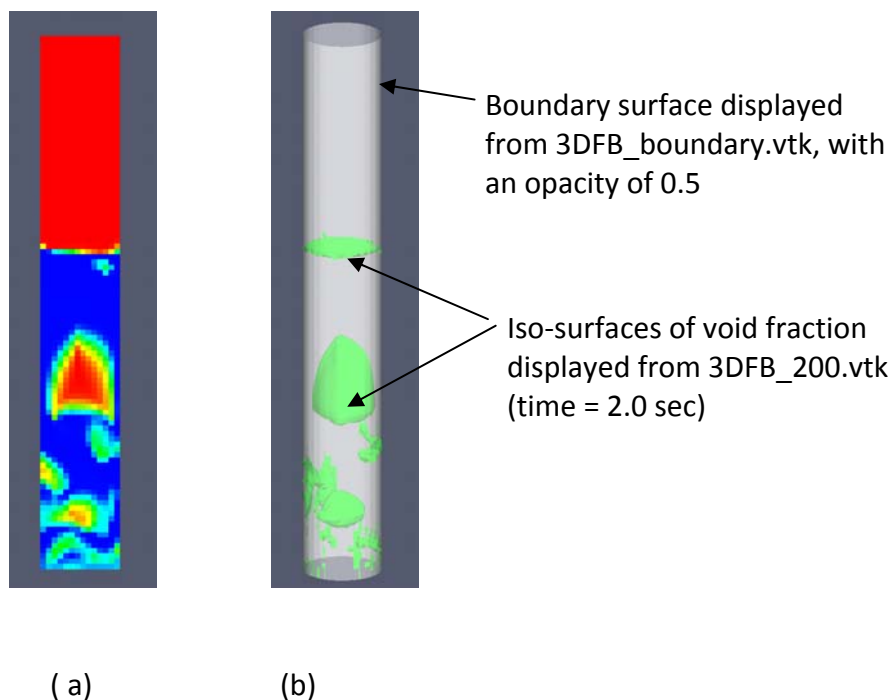 Boundary surface displayed
from 3DFB_boundary.vtk, with
an opacity of 0.5
Iso-surfaces of void fraction
displayed from 3DFB_200.vtk
(time = 2.0 sec)
( a)
(b)